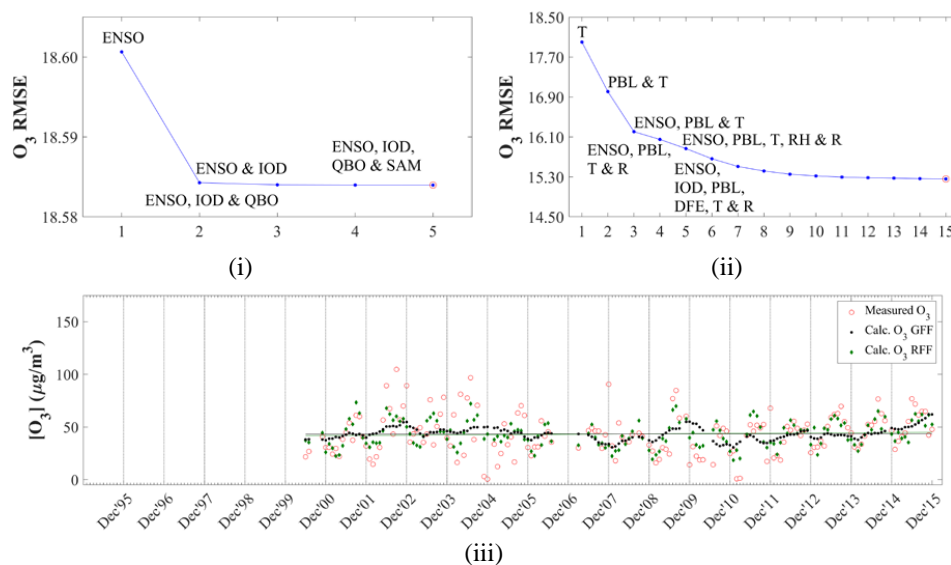 ENSO
18.60
18.59
18.58
O3 RMSE
ENSO & IOD
ENSO, IOD & QBO
ENSO, IOD,
QBO & SAM
1 2 3 4 5
(i)
18.50
17.70
16.90
16.10
15.30
14.50
O3 RMSE
T
PBL & T
ENSO, PBL & T
ENSO, PBL,
T & R
ENSO, PBL, T, RH & R
ENSO,
IOD, PBL,
DFE, T & R
1 2 3 4 5 6 7 8 9 10 11 12 13 14 15
(ii)
150
100
50
0
[O3] (μg/m3)
Measured O3
Calc. O3 GFF
Calc. O3 RFF
Dec'95 Dec'96 Dec'97 Dec'98 Dec'99 Dec'00 Dec'01 Dec'02 Dec'03 Dec'04 Dec'05 Dec'06 Dec'07 Dec'08 Dec'09 Dec'10 Dec'11 Dec'12 Dec'13 Dec'14 Dec'15
(iii)